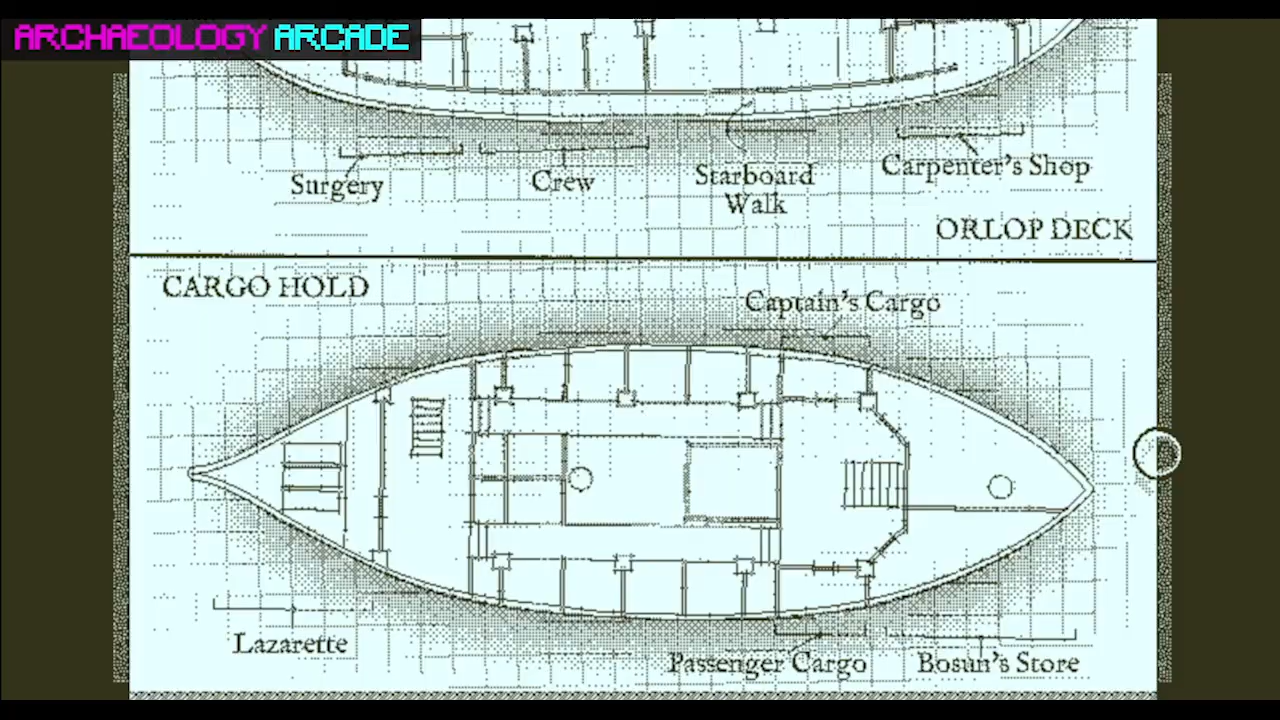 ARCHAEOLOGY ARCADE
Surgery
Crew
Starboard
Walk
Carpenter's Shop
ORLOP DECK
CARGO HOLD
Captain's Cargo
Lazarette
Passenger Cargo
Bosun's Store